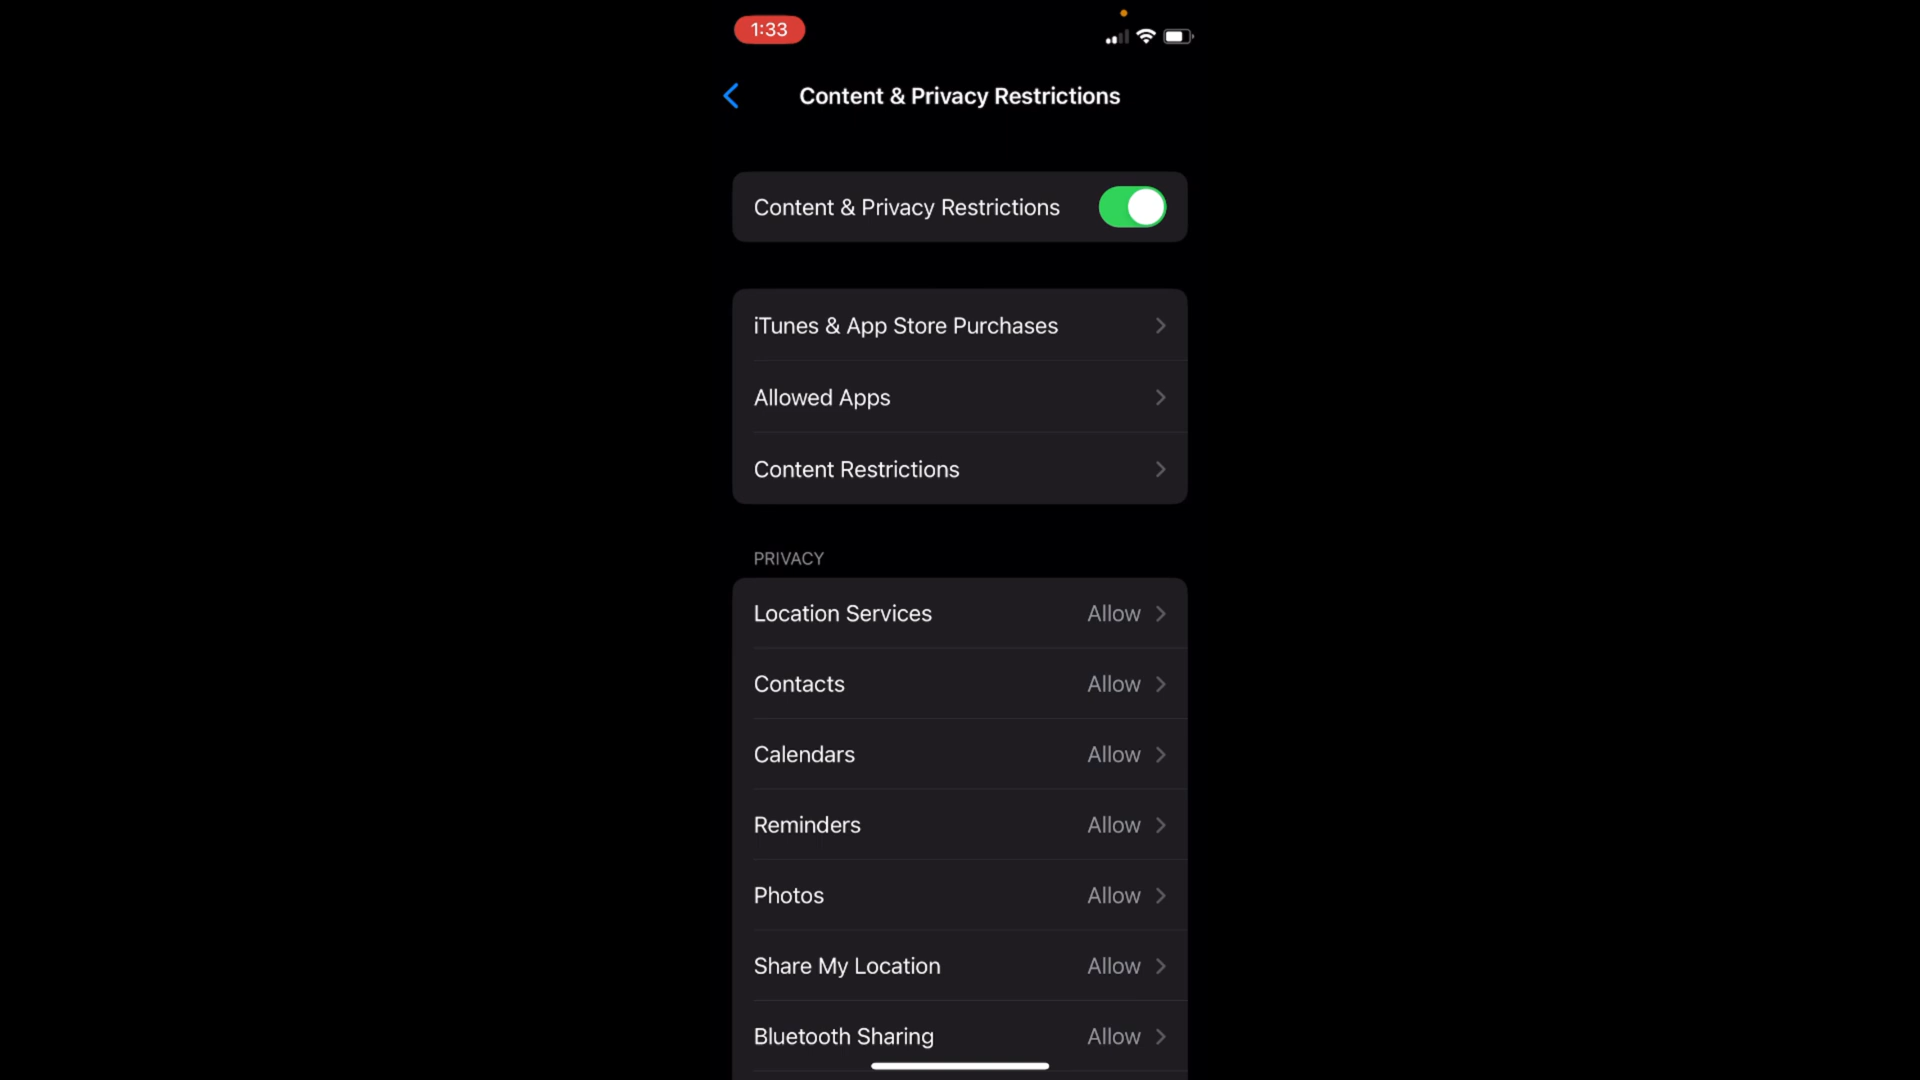 1:33
Content & Privacy Restrictions
Content & Privacy Restrictions
iTunes & App Store Purchases
Allowed Apps
Content Restrictions
PRIVACY
Location Services Allow
Contacts Allow
Calendars Allow
Reminders Allow
Photos Allow
Share My Location Allow
Bluetooth Sharing Allow